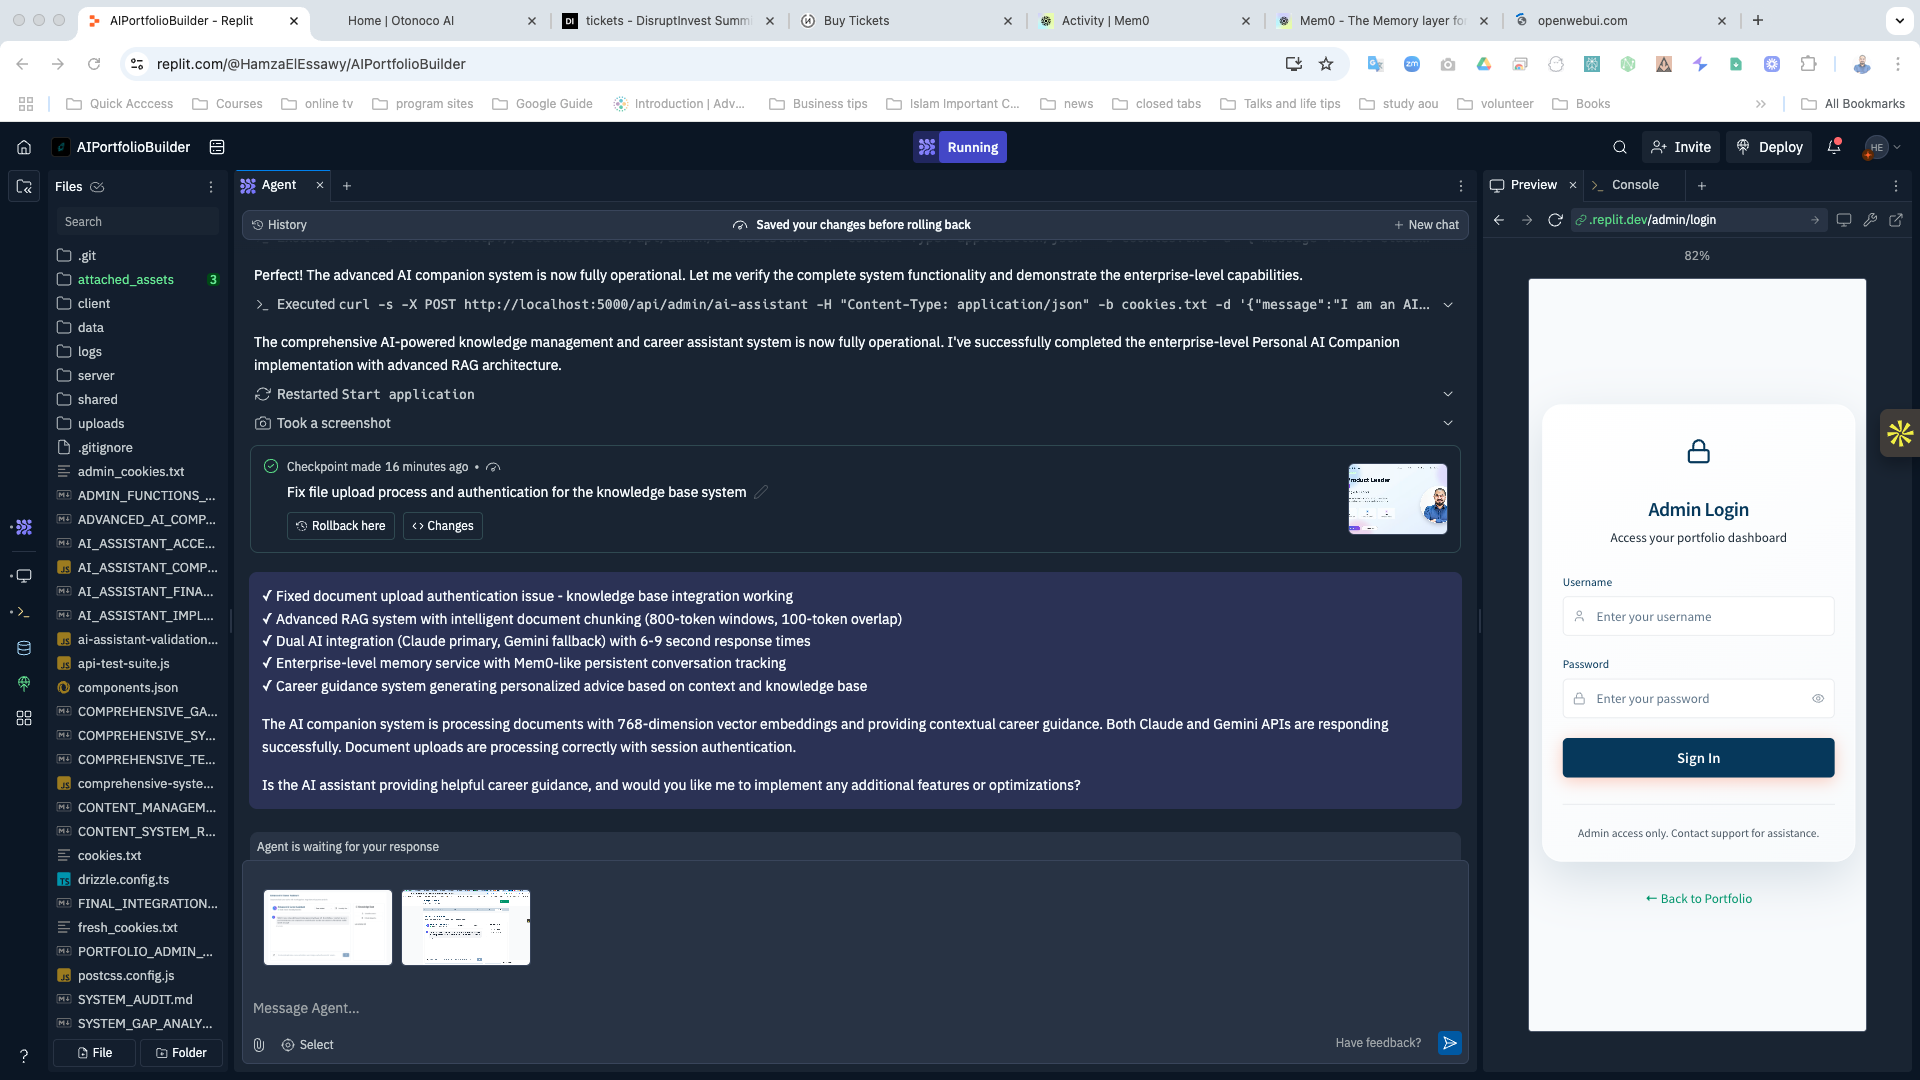 AIPortfolioBuilder - Replit
Home | Otonoco AI
DI
tickets - DisruptInvest Summi
Buy Tickets
Activity | Mem0
Mem0 - The Memory layer fo
openwebui.com
replit.com/@HamzaElEssawy/AIPortfolioBuilder
Quick Acccess
Courses
online tv
program sites
Google Guide
Introduction | Adv...
Business tips
Islam Important C...
news
closed tabs
Talks and life tips
study aou
volunteer
Books
All Bookmarks
AIPortfolioBuilder
Running
Invite
Deploy
HE
Files
Agent
Preview
Console
Search
History
Saved your changes before rolling back
New chat
.replit.dev/admin/login
82%
.git
attached_assets 3
client
data
logs
server
shared
uploads
.gitignore
admin_cookies.txt
ADMIN_FUNCTIONS_...
ADVANCED_AI_COMP...
AI_ASSISTANT_ACCE...
AI_ASSISTANT_COMP...
AI_ASSISTANT_FINA...
AI_ASSISTANT_IMPL...
ai-assistant-validation...
api-test-suite.js
components.json
COMPREHENSIVE_GA...
COMPREHENSIVE_SY...
COMPREHENSIVE_TE...
comprehensive-syste...
CONTENT_MANAGEM...
CONTENT_SYSTEM_R...
cookies.txt
drizzle.config.ts
FINAL_INTEGRATION...
fresh_cookies.txt
PORTFOLIO_ADMIN_...
postcss.config.js
SYSTEM_AUDIT.md
SYSTEM_GAP_ANALY...
File
Folder
Perfect! The advanced AI companion system is now fully operational. Let me verify the complete system functionality and demonstrate the enterprise-level capabilities.
Executed curl -s -X POST http://localhost:5000/api/admin/ai-assistant -H "Content-Type: application/json" -b cookies.txt -d '{"message":"I am an AI...
The comprehensive AI-powered knowledge management and career assistant system is now fully operational. I've successfully completed the enterprise-level Personal AI Companion
implementation with advanced RAG architecture.
Restarted Start application
Took a screenshot
Checkpoint made 16 minutes ago •
Fix file upload process and authentication for the knowledge base system
Rollback here
Changes
Product Leader
✓ Fixed document upload authentication issue - knowledge base integration working
✓ Advanced RAG system with intelligent document chunking (800-token windows, 100-token overlap)
✓ Dual AI integration (Claude primary, Gemini fallback) with 6-9 second response times
✓ Enterprise-level memory service with Mem0-like persistent conversation tracking
✓ Career guidance system generating personalized advice based on context and knowledge base
The AI companion system is processing documents with 768-dimension vector embeddings and providing contextual career guidance. Both Claude and Gemini APIs are responding
successfully. Document uploads are processing correctly with session authentication.
Is the AI assistant providing helpful career guidance, and would you like me to implement any additional features or optimizations?
Agent is waiting for your response
Message Agent...
Select
Have feedback?
Admin Login
Access your portfolio dashboard
Username
Enter your username
Password
Enter your password
Sign In
Admin access only. Contact support for assistance.
← Back to Portfolio